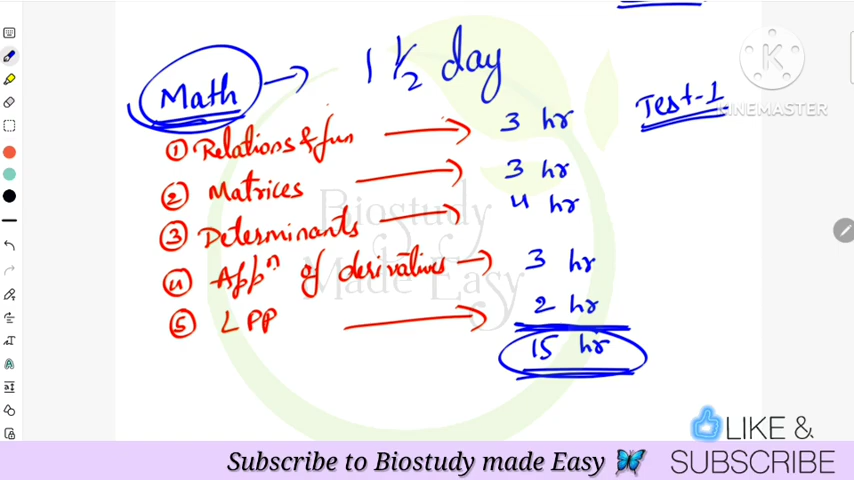 Math → 1 1/2 day
Test-1
KINEMASTER
① Relations & fun → 3 hr
② Matrices → 3 hr
③ Determinants → 4 hr
④ Appⁿ of derivatives → 3 hr
⑤ LPP → 2 hr
15 hr
Biostudy
Made Easy
LIKE &
SUBSCRIBE
Subscribe to Biostudy made Easy 🦋